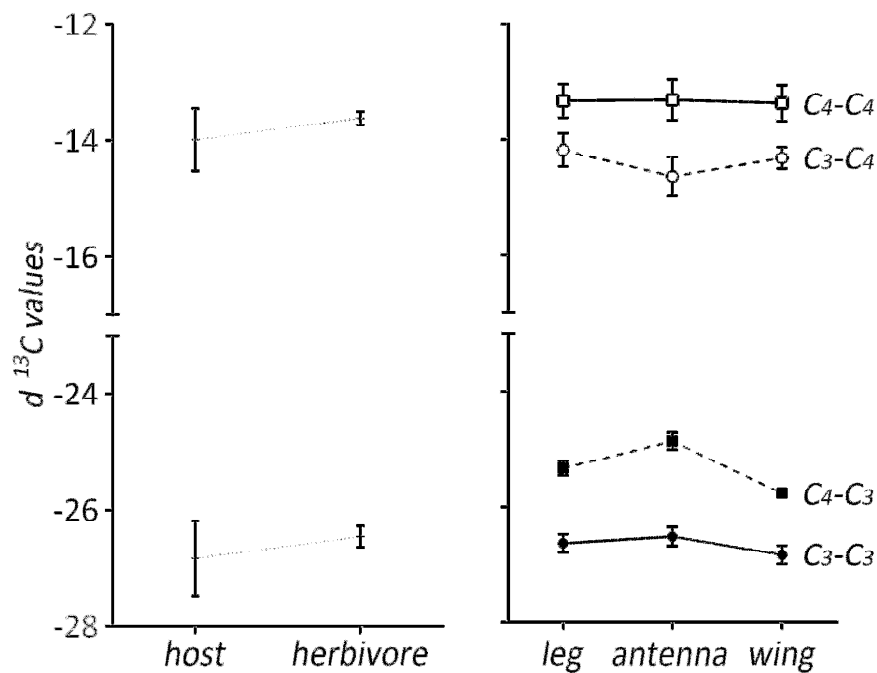 d ¹³C values
-12
-14
-16
-24
-26
-28
host herbivore
C4-C4
C3-C4
C4-C3
C3-C3
leg antenna wing